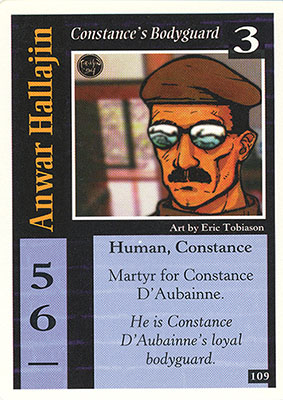 Constance's Bodyguard
3
Anwar Hallajin
Art by Eric Tobiason
5
6
—
Human, Constance
Martyr for Constance
D'Aubainne.
He is Constance
D'Aubainne's loyal
bodyguard.
109